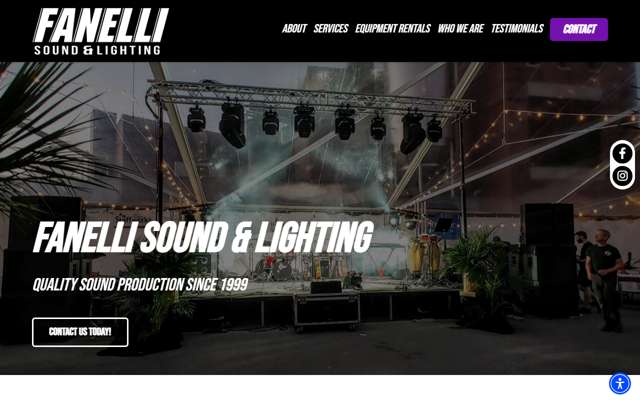 FANELLI
SOUND & LIGHTING
ABOUT SERVICES EQUIPMENT RENTALS WHO WE ARE TESTIMONIALS CONTACT
FANELLI SOUND & LIGHTING
QUALITY SOUND PRODUCTION SINCE 1999
CONTACT US TODAY!